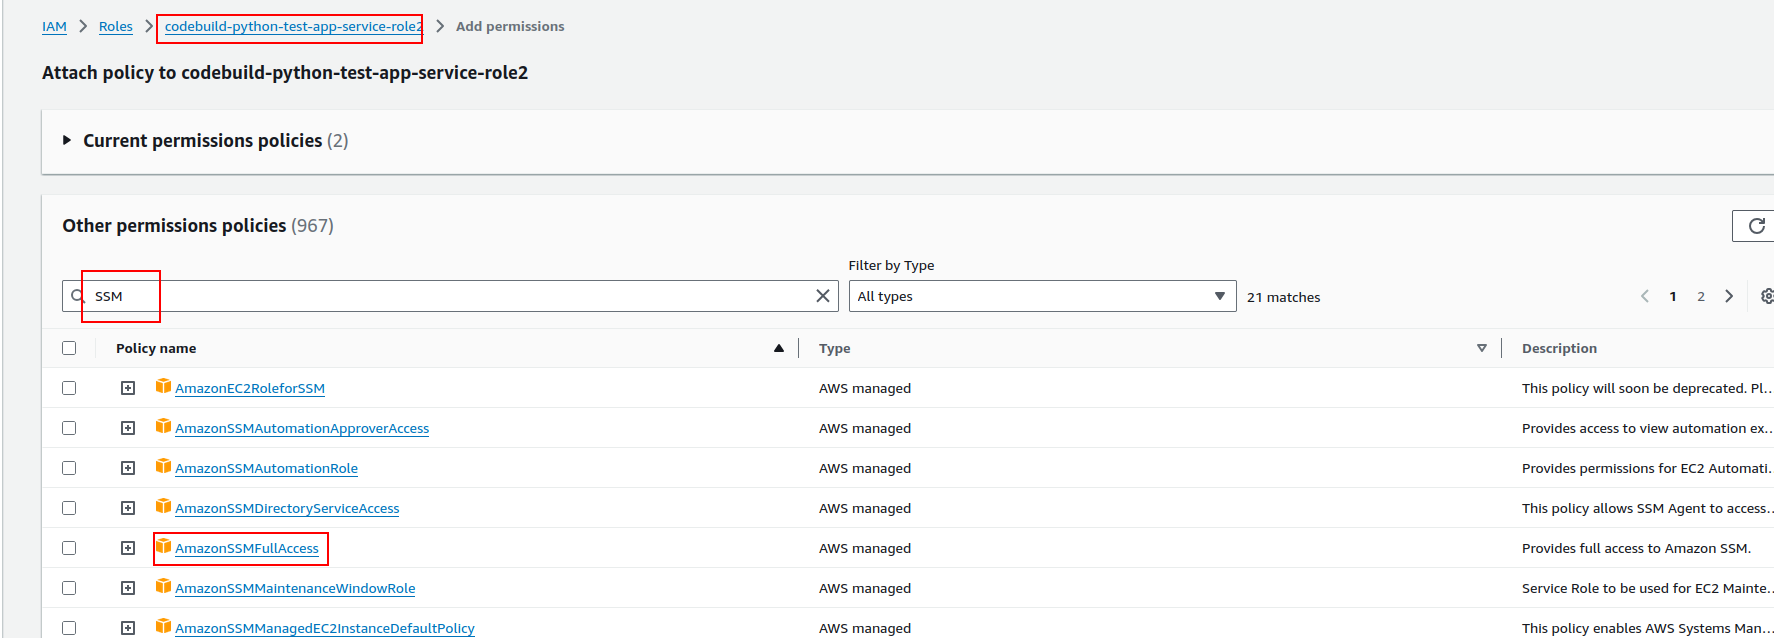 IAM > Roles > codebuild-python-test-app-service-role2 > Add permissions
Attach policy to codebuild-python-test-app-service-role2
Current permissions policies (2)
Other permissions policies (967)
Filter by Type
SSM
All types
21 matches
1 2
Policy name Type Description
AmazonEC2RoleforSSM AWS managed This policy will soon be deprecated. Pl...
AmazonSSMAutomationApproverAccess AWS managed Provides access to view automation ex...
AmazonSSMAutomationRole AWS managed Provides permissions for EC2 Automati.
AmazonSSMDirectoryServiceAccess AWS managed This policy allows SSM Agent to access...
AmazonSSMFullAccess AWS managed Provides full access to Amazon SSM.
AmazonSSMMaintenanceWindowRole AWS managed Service Role to be used for EC2 Mainte...
AmazonSSMManagedEC2InstanceDefaultPolicy AWS managed This policy enables AWS Systems Man...